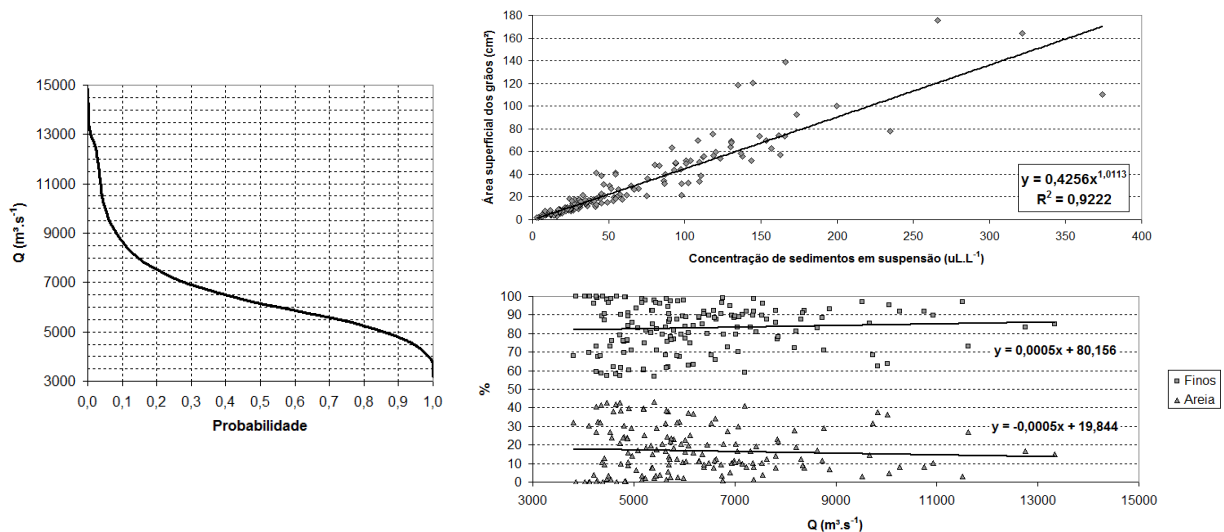 15000
13000
11000
9000
7000
5000
3000
Q (m³.s⁻¹)
0,0 0,1 0,2 0,3 0,4 0,5 0,6 0,7 0,8 0,9 1,0
Probabilidade
180
160
140
120
100
80
60
40
20
0
Área superficial dos grãos (cm²)
y = 0,4256x^1,0113
R² = 0,9222
0 50 100 150 200 250 300 350 400
Concentração de sedimentos em suspensão (uL.L⁻¹)
100
90
80
70
60
50
40
30
20
10
0
%
y = 0,0005x + 80,156
y = -0,0005x + 19,844
3000 5000 7000 9000 11000 13000 15000
Q (m³.s⁻¹)
Finos
Areia